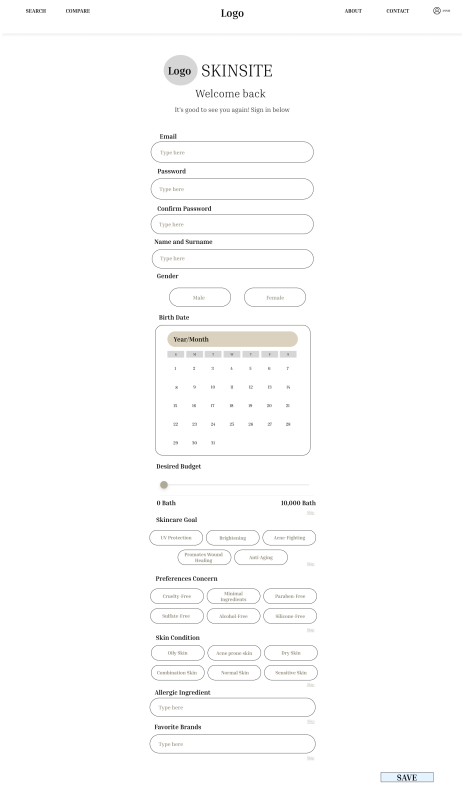 SEARCH COMPARE Logo ABOUT CONTACT
Logo SKINSITE
Welcome back
It's good to see you again! Sign in below
Email
Type here
Password
Type here
Confirm Password
Type here
Name and Surname
Type here
Gender
Male Female
Birth Date
Year/Month
1 2 3 4 5 6 7
9 10 11 12 13 14
15 16 17 18 19 20 21
22 23 24 25 26 27 28
29 30 31
Desired Budget
0 Bath 10,000 Bath
Skincare Goal
UV Protection Brightening Acne-Fighting
Promotes Wound
Healing
Anti-Aging
Preferences Concern
Cruelty Free
Minimal
Ingredients
Paraben-Free
Sulfate Free Alcohol Free Silicone Free
Skin Condition
Oily Skin Acne prone skin Dry Skin
Combination Skin Normal Skin Sensitive Skin
Allergic Ingredient
Type here
Favorite Brands
Type here
SAVE